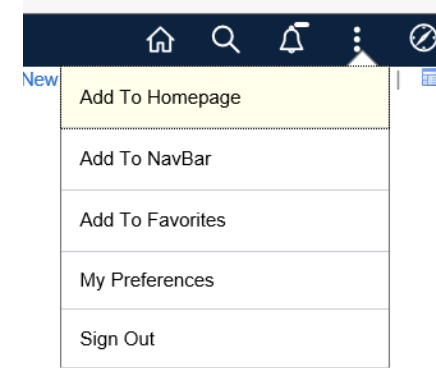 New
Add To Homepage
Add To NavBar
Add To Favorites
My Preferences
Sign Out